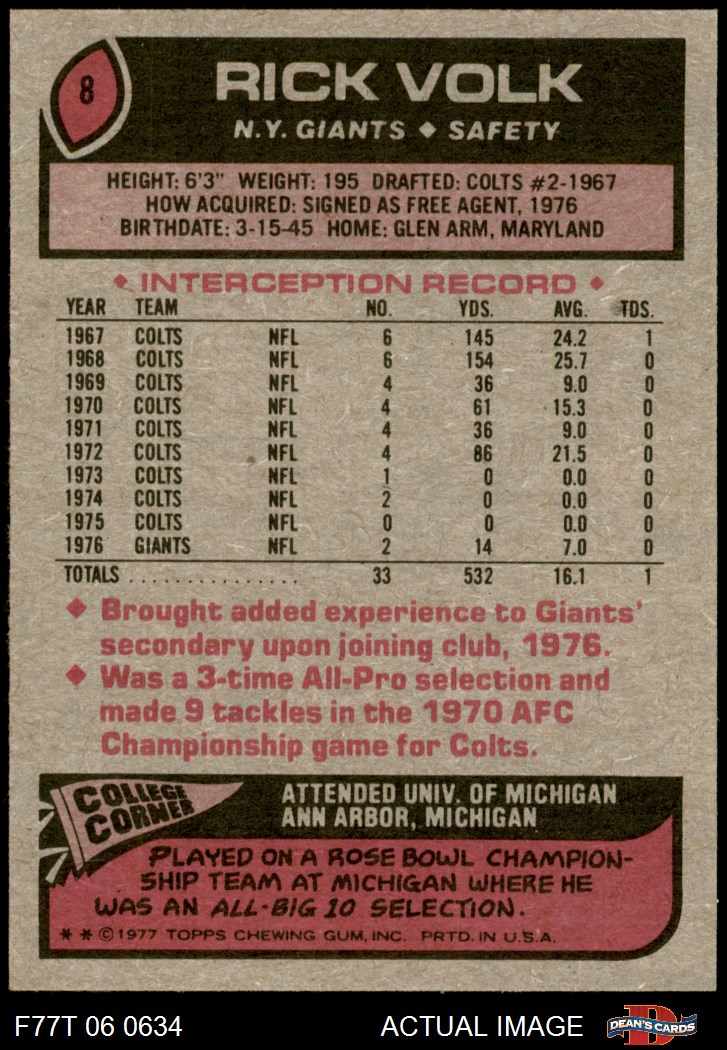 8
RICK VOLK
N.Y. GIANTS ◆ SAFETY
HEIGHT: 6'3" WEIGHT: 195 DRAFTED: COLTS #2-1967
HOW ACQUIRED: SIGNED AS FREE AGENT, 1976
BIRTHDATE: 3-15-45 HOME: GLEN ARM, MARYLAND
◆ INTERCEPTION RECORD ◆
YEAR TEAM NO. YDS. AVG. TDS.
1967 COLTS NFL 6 145 24.2 1
1968 COLTS NFL 6 154 25.7 0
1969 COLTS NFL 4 36 9.0 0
1970 COLTS NFL 4 61 15.3 0
1971 COLTS NFL 4 36 9.0 0
1972 COLTS NFL 4 86 21.5 0
1973 COLTS NFL 1 0 0.0 0
1974 COLTS NFL 2 0 0.0 0
1975 COLTS NFL 0 0 0.0 0
1976 GIANTS NFL 2 14 7.0 0
TOTALS . . . . . . . . . . . . . . . 33 532 16.1 1
◆ Brought added experience to Giants'
secondary upon joining club, 1976.
◆ Was a 3-time All-Pro selection and
made 9 tackles in the 1970 AFC
Championship game for Colts.
COLLEGE
CORNER
ATTENDED UNIV. OF MICHIGAN
ANN ARBOR, MICHIGAN
PLAYED ON A ROSE BOWL CHAMPION-
SHIP TEAM AT MICHIGAN WHERE HE
WAS AN ALL-BIG 10 SELECTION.
* * © 1977 TOPPS CHEWING GUM, INC. PRTD. IN U.S.A.
F77T 06 0634 ACTUAL IMAGE
DEAN'S CARDS